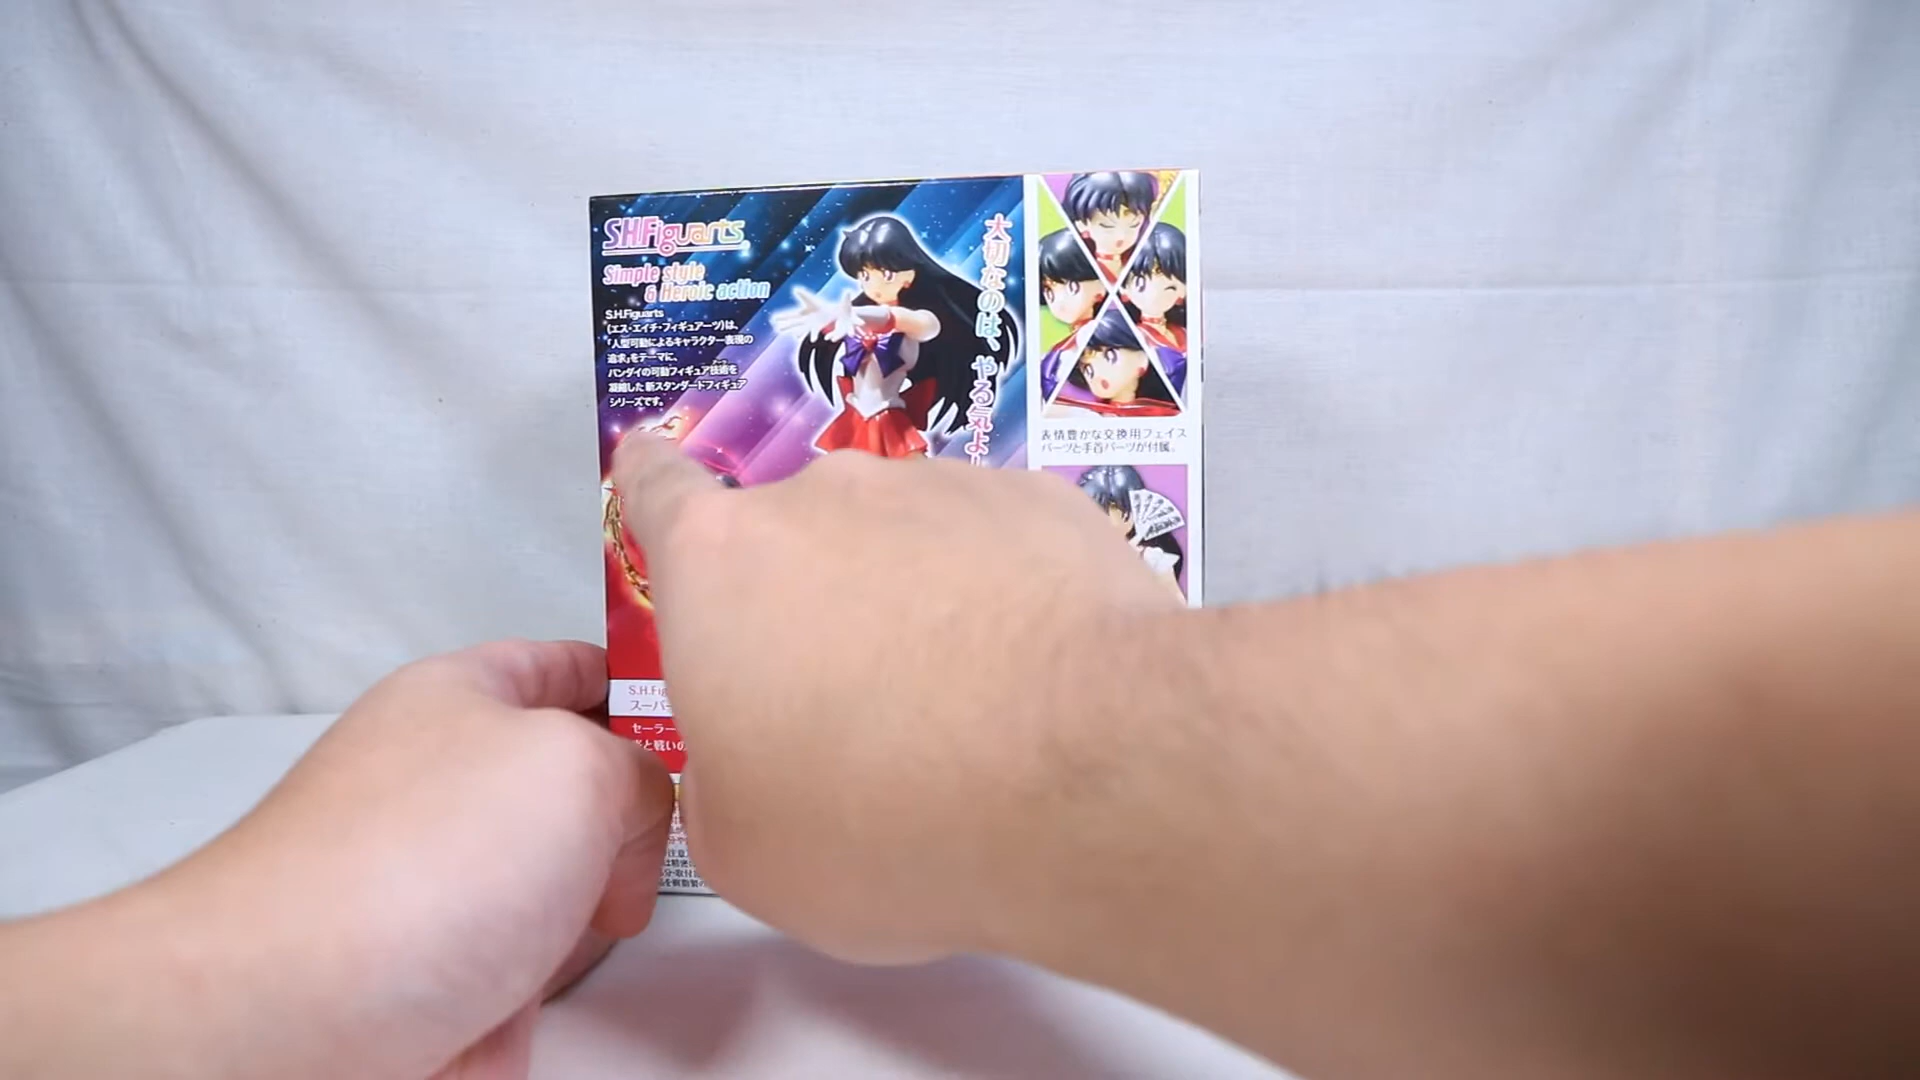 S.H.Figuarts
Simple style
& Heroic action
S.H.Figuarts
(エス・エイチ・フィギュアーツ)は、
「人型可動によるキャラクター表現の
追求」をテーマに、
バンダイの可動フィギュア技術を
凝縮した新スタンダードフィギュア
シリーズです。
大切なのは、やる気よ
表情豊かな交換用フェイス
パーツと手首パーツが付属。
S.H.Fig
スーパー
セーラー
と戦いの